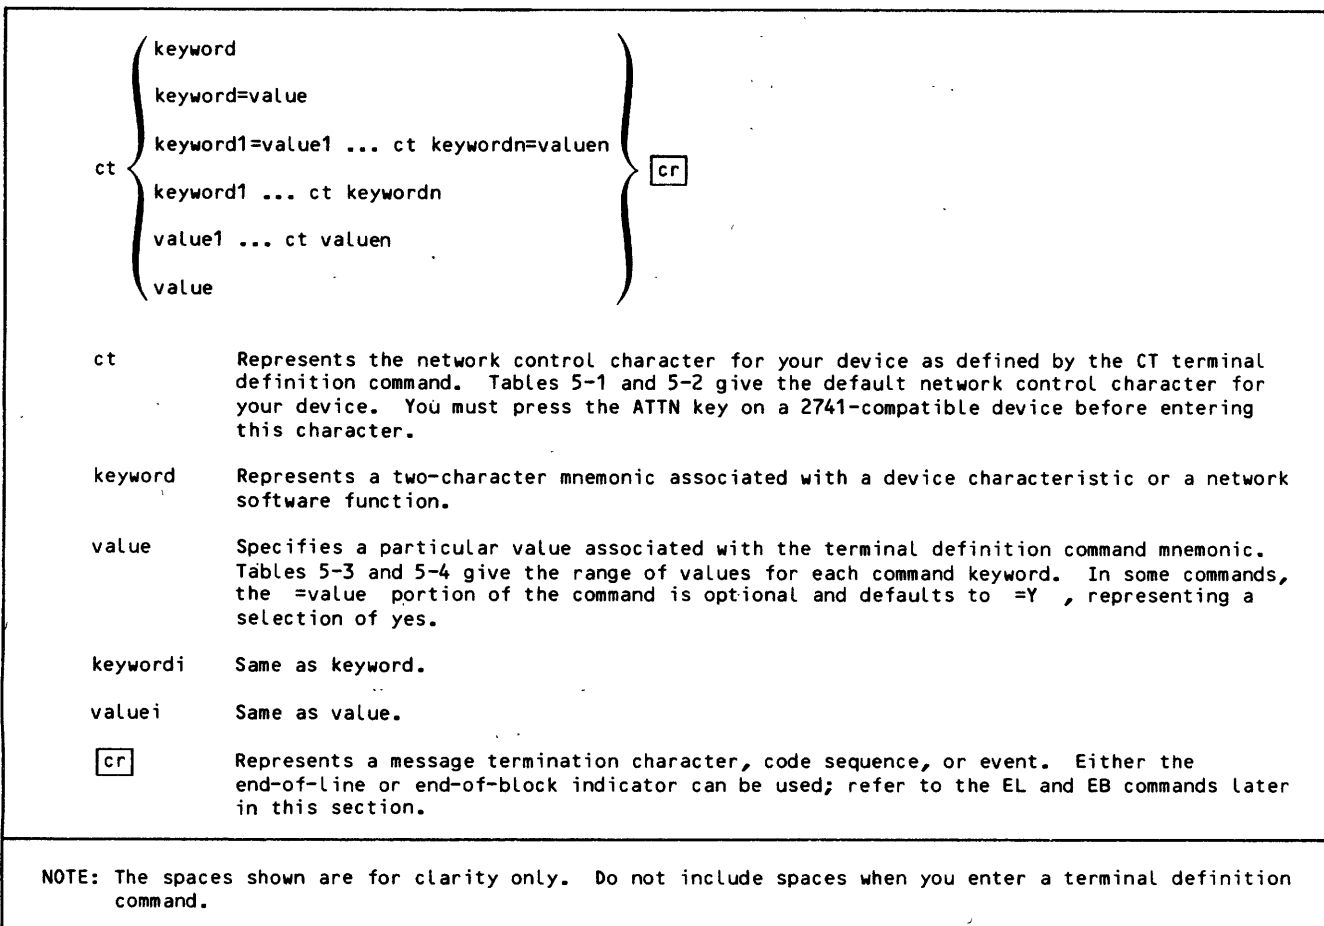 keyword
keyword=value
keyword1=value1 ... ct keywordn=valuen
ct
cr
keyword1 ... ct keywordn
value1 ... ct valuen
value
ct Represents the network control character for your device as defined by the CT terminal
definition command. Tables 5-1 and 5-2 give the default network control character for
your device. You must press the ATTN key on a 2741-compatible device before entering
this character.
keyword Represents a two-character mnemonic associated with a device characteristic or a network
software function.
value Specifies a particular value associated with the terminal definition command mnemonic.
Tables 5-3 and 5-4 give the range of values for each command keyword. In some commands,
the =value portion of the command is optional and defaults to =Y , representing a
selection of yes.
keywordi Same as keyword.
valuei Same as value.
cr Represents a message termination character, code sequence, or event. Either the
end-of-line or end-of-block indicator can be used; refer to the EL and EB commands later
in this section.
NOTE: The spaces shown are for clarity only. Do not include spaces when you enter a terminal definition
command.